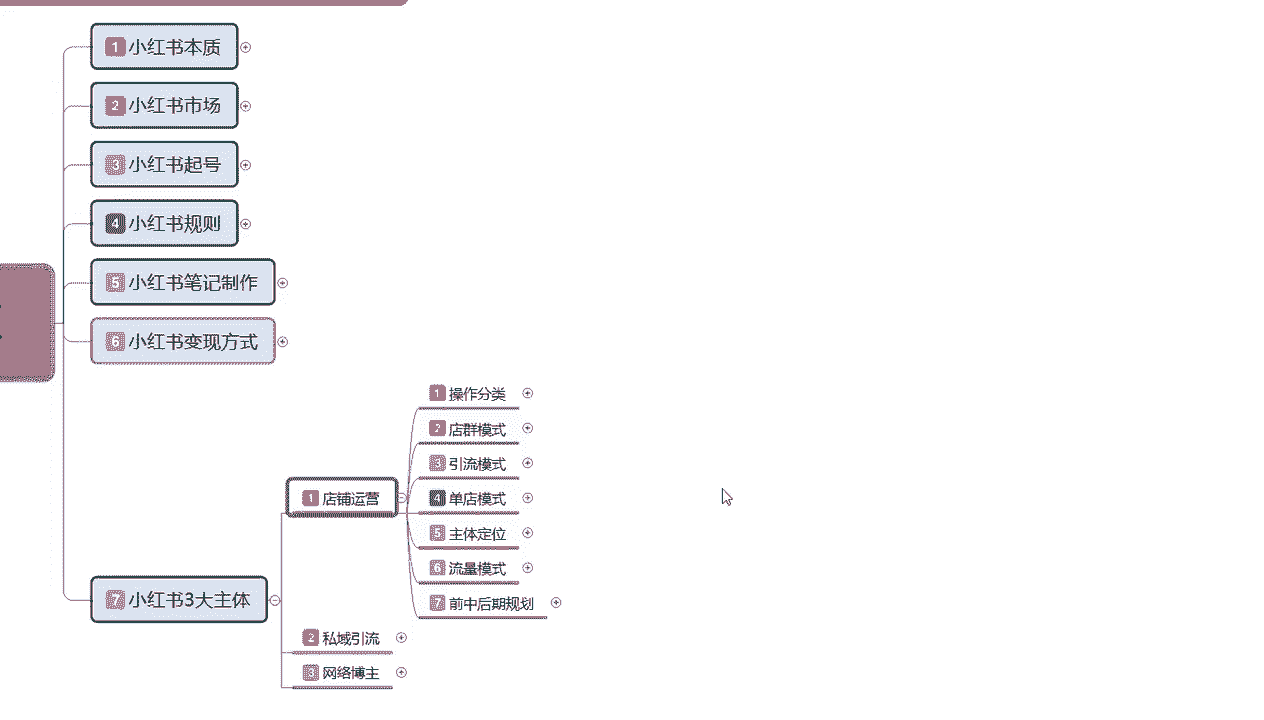 1 小红书本质
2 小红书市场
3 小红书起号
4 小红书规则
5 小红书笔记制作
6 小红书变现方式
7 小红书3大主体
1 店铺运营
1 操作分类
2 店群模式
3 引流模式
4 单店模式
5 主体定位
6 流量模式
7 前中后期规划
2 私域引流
3 网络博主